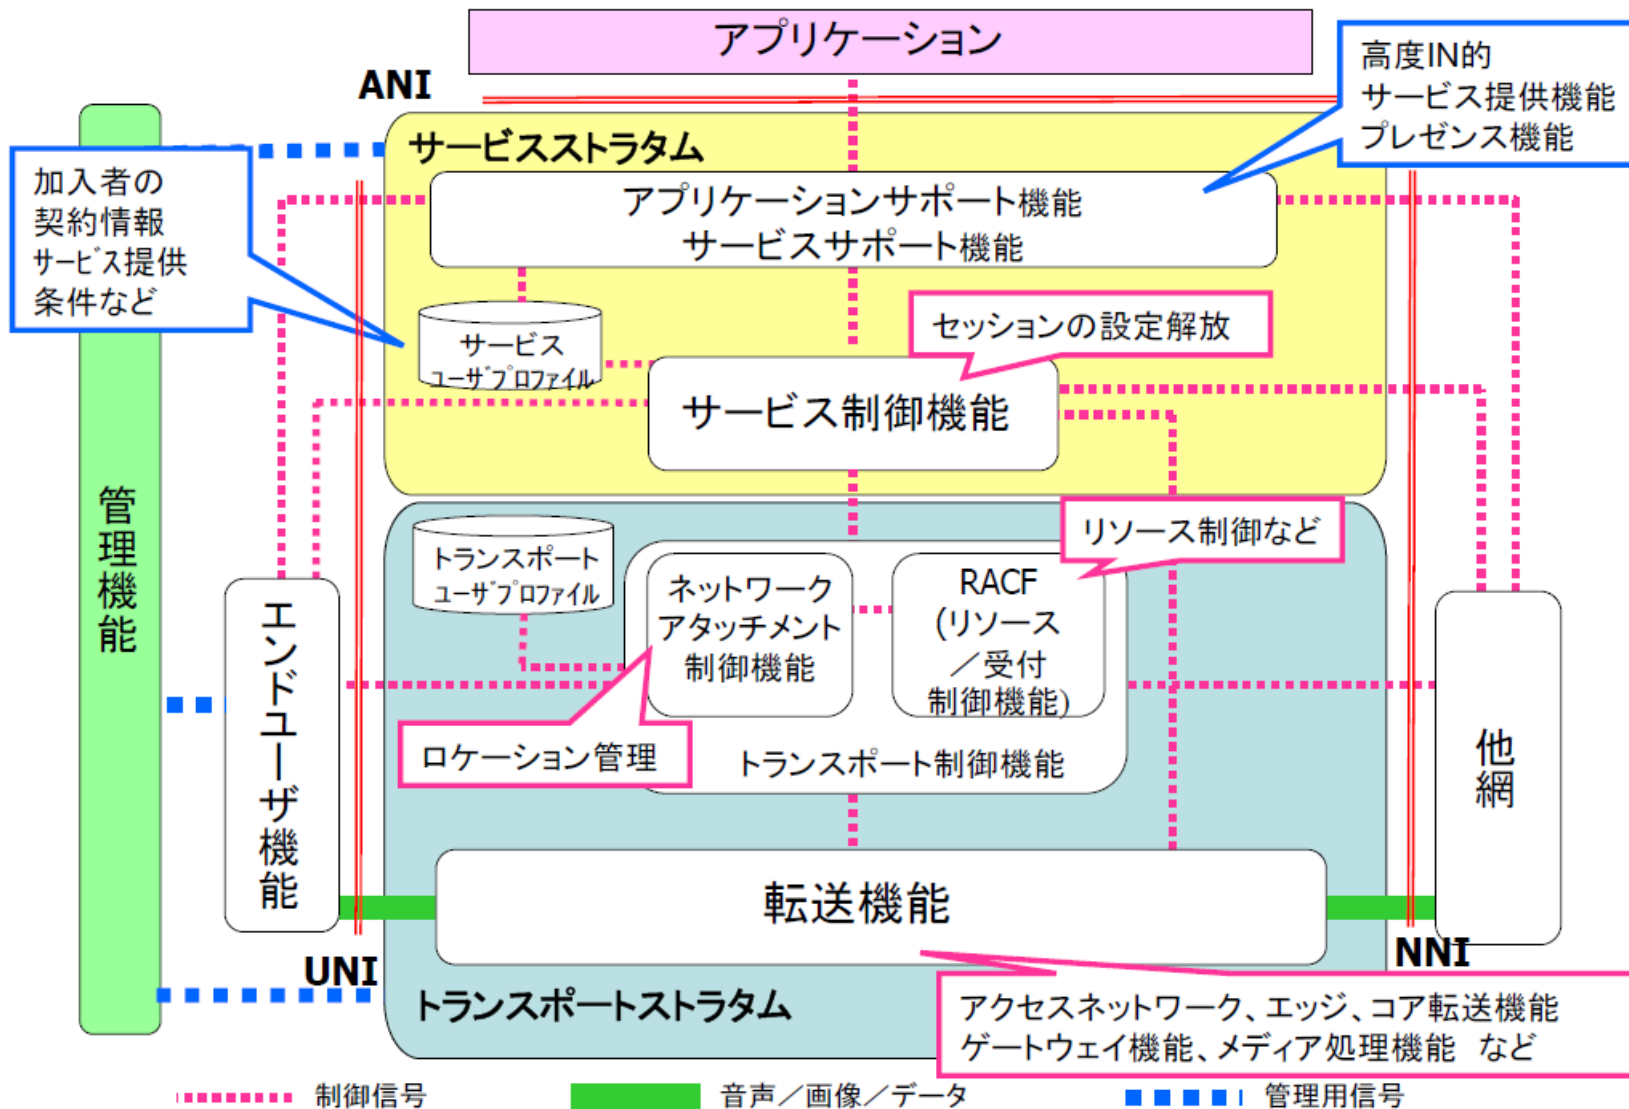 アプリケーション
ANI
高度IN的
サービス提供機能
プレゼンス機能
サービスストラタム
加入者の
契約情報
サービス提供
条件など
アプリケーションサポート機能
サービスサポート機能
サービス
ユーザプロファイル
セッションの設定解放
サービス制御機能
管理機能
トランスポート
ユーザプロファイル
リソース制御など
ネットワーク
アタッチメント
制御機能
RACF
(リソース
／受付
制御機能)
エンドユーザ機能
ロケーション管理
トランスポート制御機能
他網
転送機能
UNI
NNI
トランスポートストラタム
アクセスネットワーク、エッジ、コア転送機能
ゲートウェイ機能、メディア処理機能 など
制御信号
音声／画像／データ
管理用信号